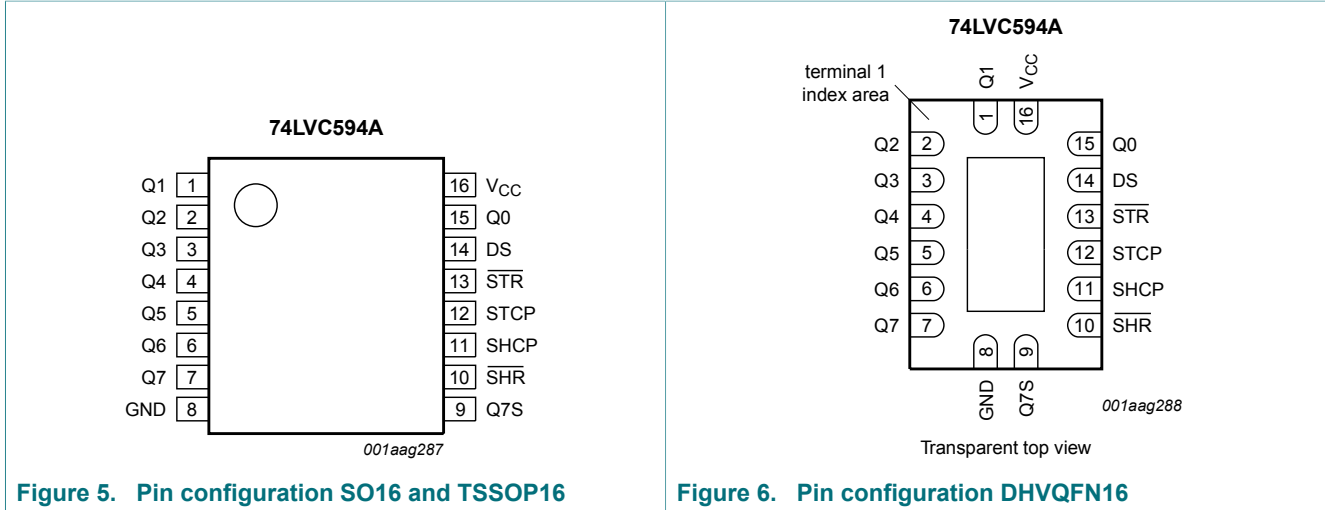 74LVC594A
Q1 1 16 VCC
Q2 2 15 Q0
Q3 3 14 DS
Q4 4 13 S̅T̅R̅
Q5 5 12 STCP
Q6 6 11 SHCP
Q7 7 10 S̅H̅R̅
GND 8 9 Q7S
001aag287
Figure 5. Pin configuration SO16 and TSSOP16
74LVC594A
terminal 1
index area
Q1 VCC
1 16
Q2 2 15 Q0
Q3 3 14 DS
Q4 4 13 S̅T̅R̅
Q5 5 12 STCP
Q6 6 11 SHCP
Q7 7 10 S̅H̅R̅
8 9
GND Q7S
001aag288
Transparent top view
Figure 6. Pin configuration DHVQFN16